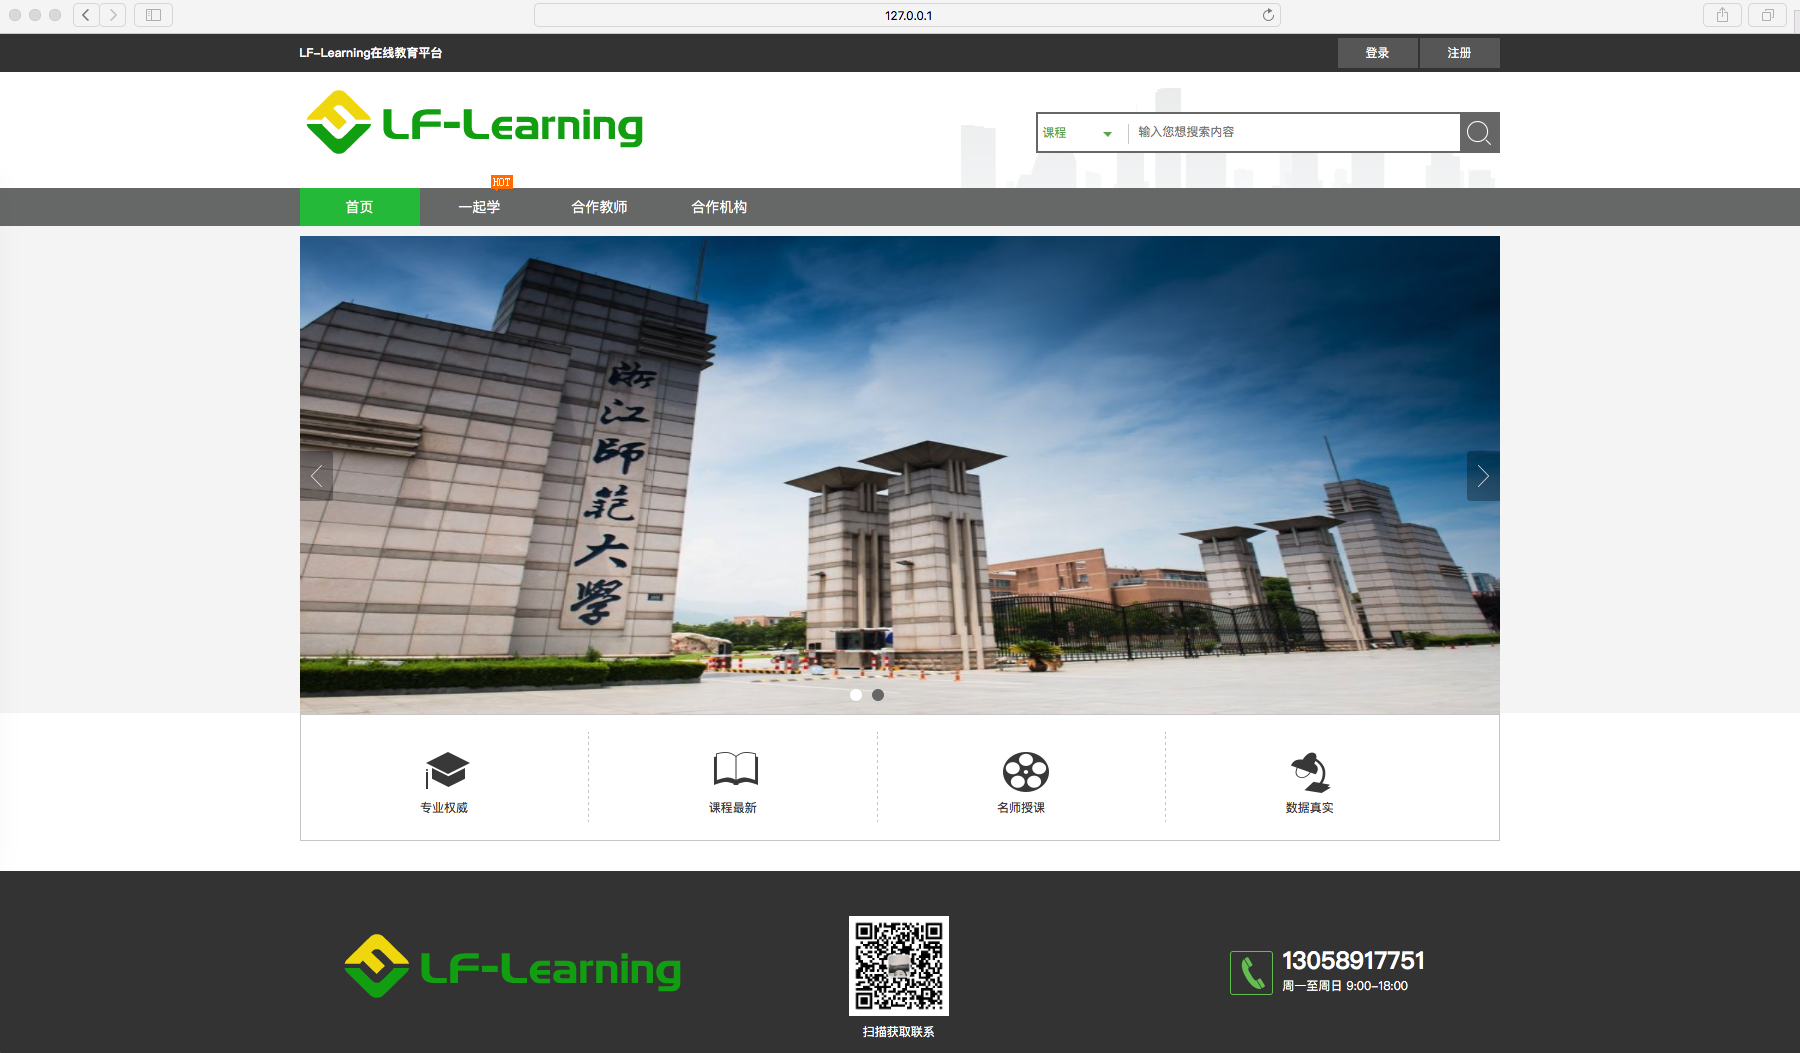 127.0.0.1
LF-Learning在线教育平台
登录
注册
LF-Learning
课程
输入您想搜索内容
HOT
首页
一起学
合作教师
合作机构
浙江師范大學
专业权威
课程最新
名师授课
数据真实
LF-Learning
扫描获取联系
13058917751
周一至周日 9:00-18:00